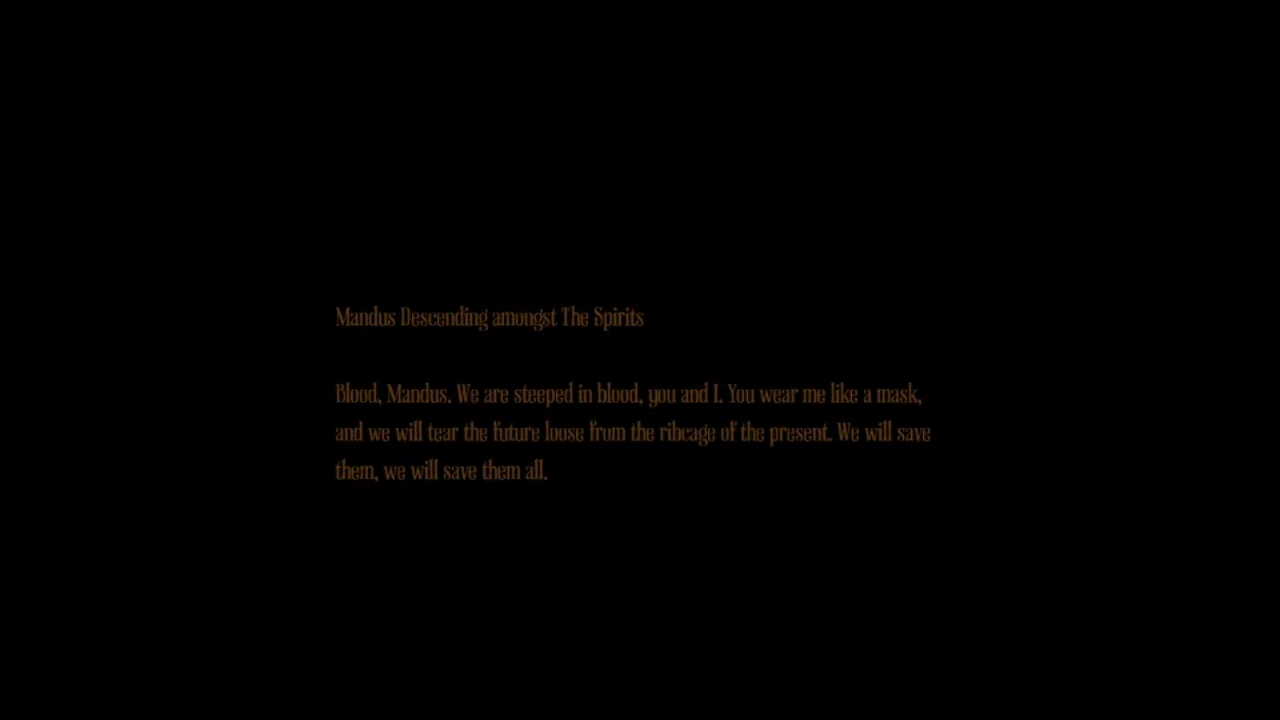 Mandus Descending amongst The Spirits
Blood, Mandus. We are steeped in blood, you and I. You wear me like a mask,
and we will tear the future loose from the ribcage of the present. We will save
them, we will save them all.